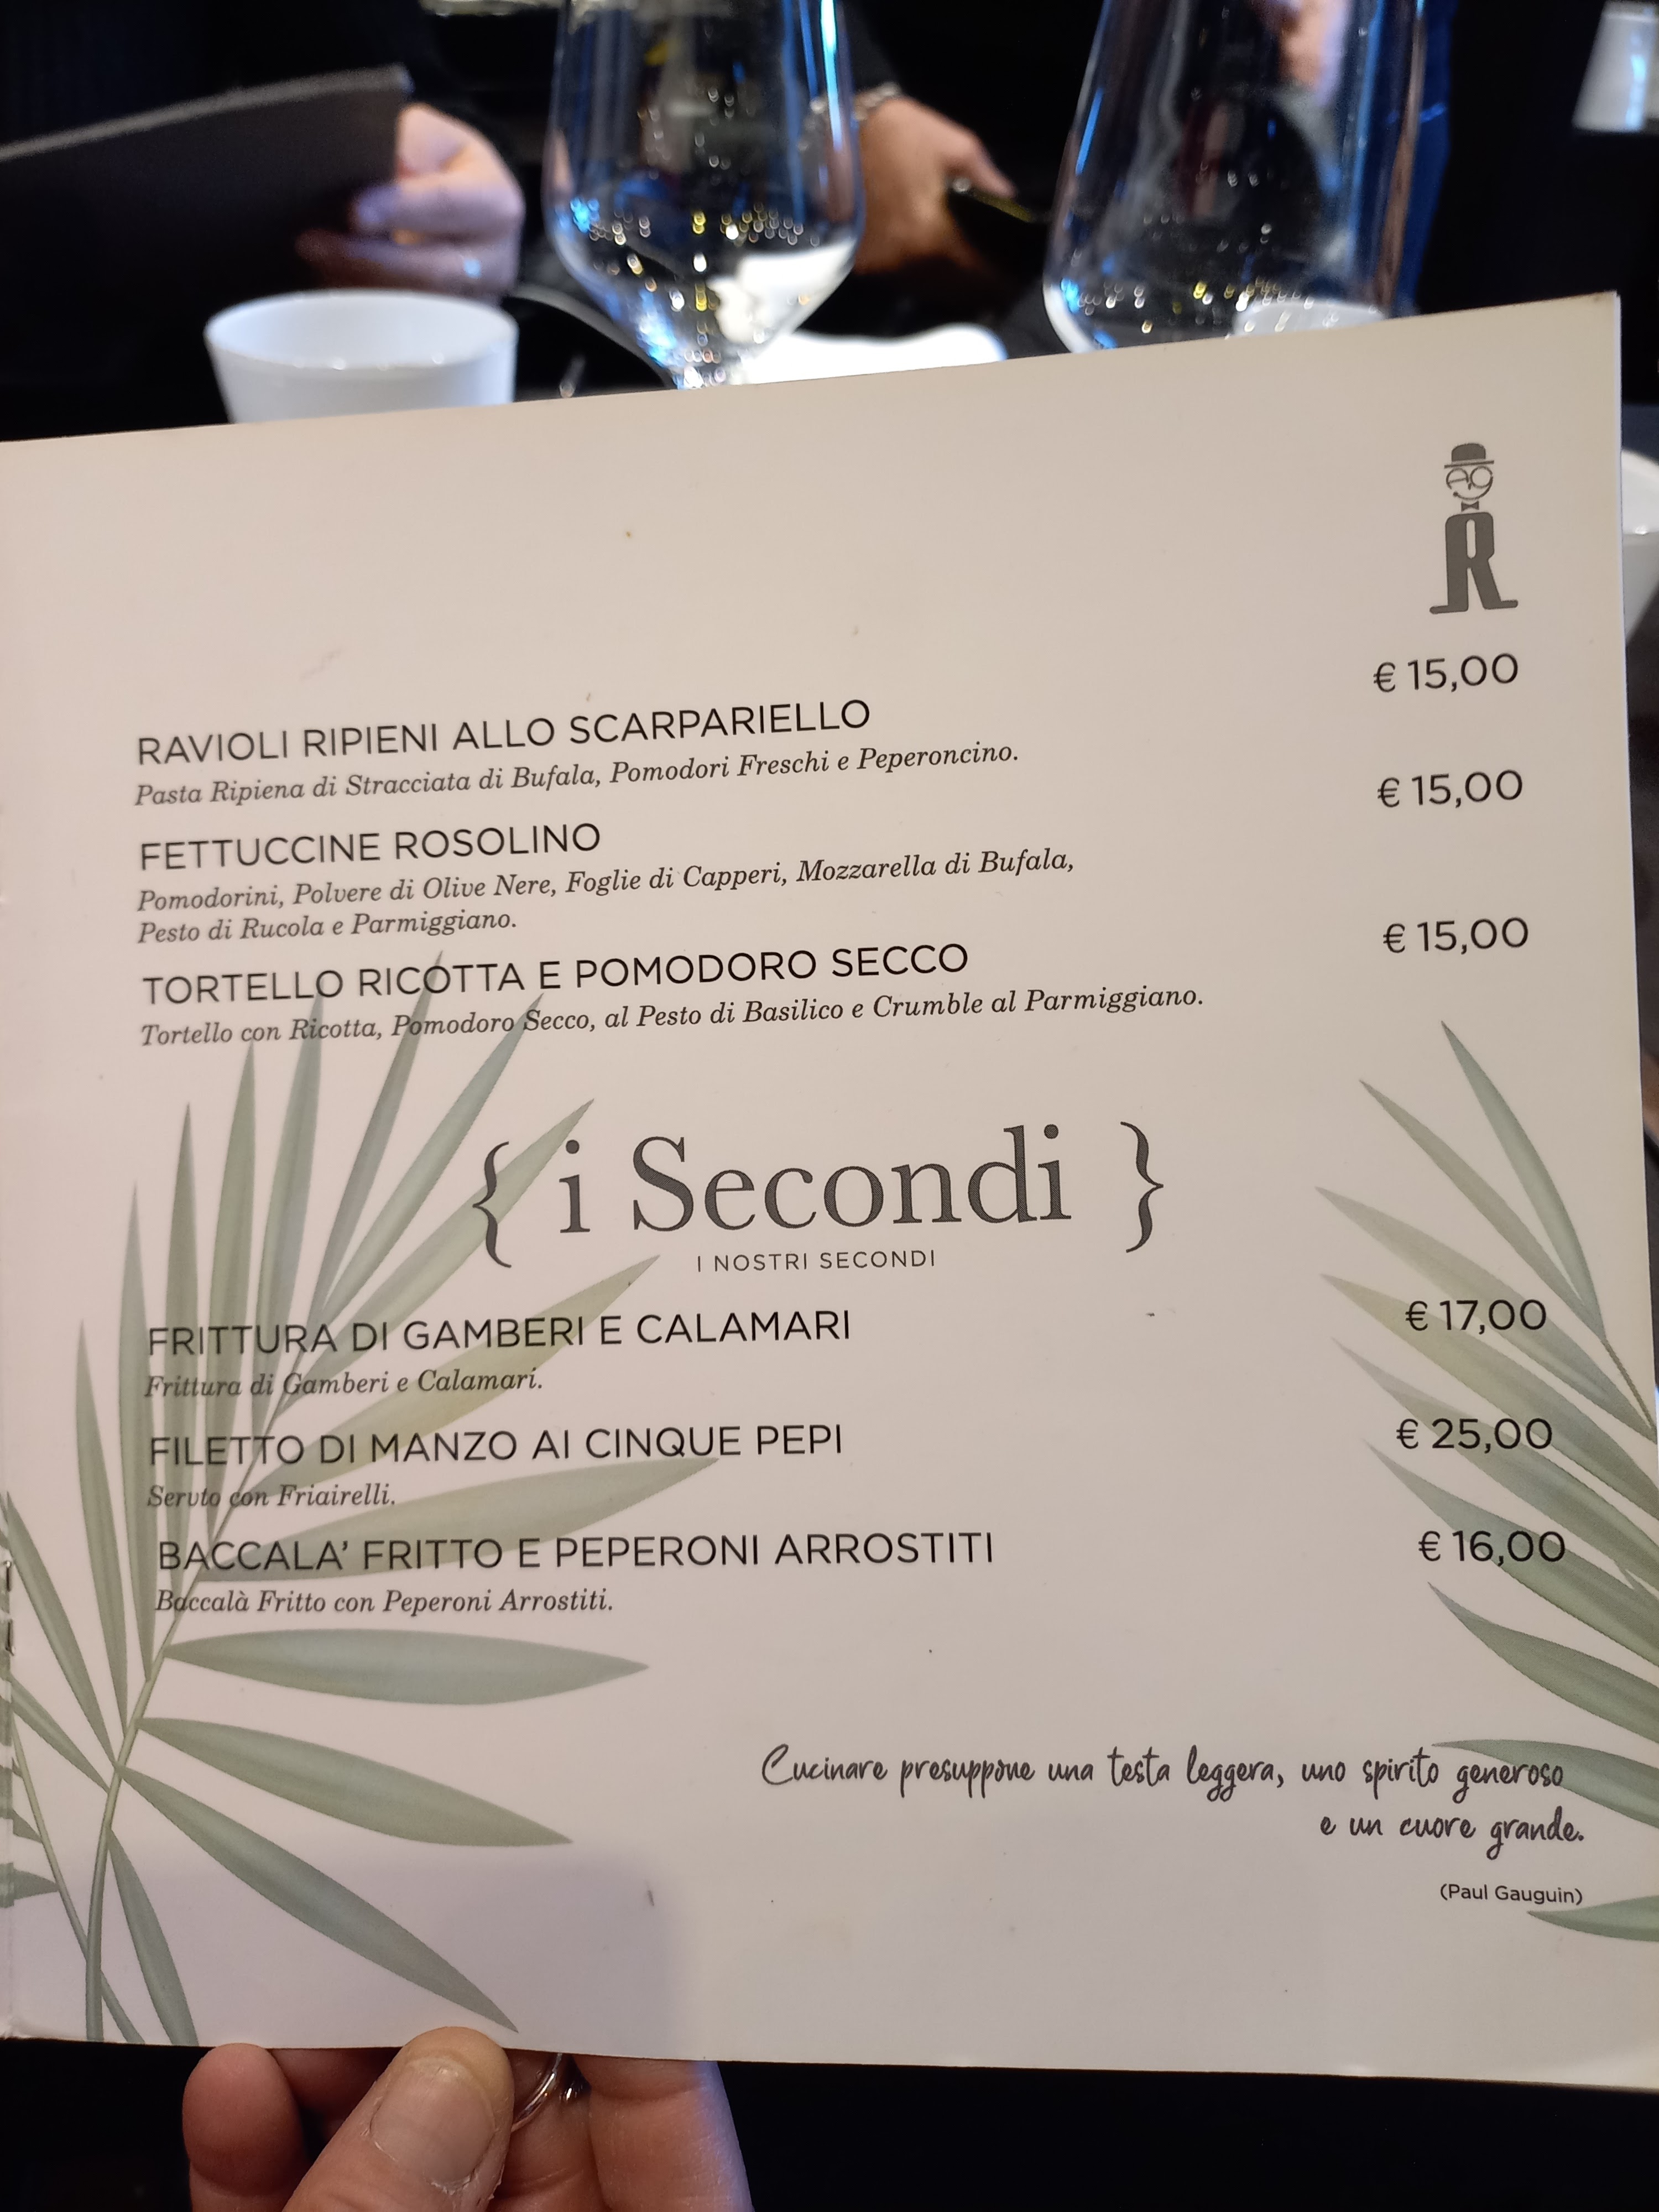 R
RAVIOLI RIPIENI ALLO SCARPARIELLO € 15,00
Pasta Ripiena di Stracciata di Bufala, Pomodori Freschi e Peperoncino.
FETTUCCINE ROSOLINO € 15,00
Pomodorini, Polvere di Olive Nere, Foglie di Capperi, Mozzarella di Bufala,
Pesto di Rucola e Parmiggiano.
TORTELLO RICOTTA E POMODORO SECCO € 15,00
Tortello con Ricotta, Pomodoro Secco, al Pesto di Basilico e Crumble al Parmiggiano.
{ i Secondi }
I NOSTRI SECONDI
FRITTURA DI GAMBERI E CALAMARI € 17,00
Frittura di Gamberi e Calamari.
FILETTO DI MANZO AI CINQUE PEPI € 25,00
Servto con Friairelli.
BACCALA' FRITTO E PEPERONI ARROSTITI € 16,00
Baccalà Fritto con Peperoni Arrostiti.
Cucinare presuppone una testa leggera, uno spirito generoso
e un cuore grande.
(Paul Gauguin)